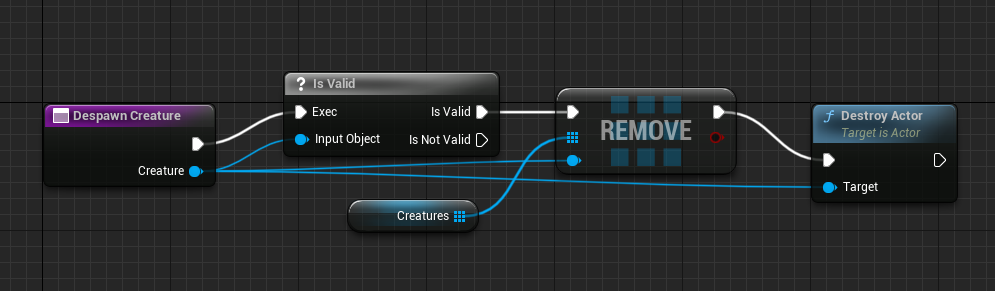 Is Valid
Despawn Creature
Exec
Is Valid
Input Object
Is Not Valid
Creature
REMOVE
Destroy Actor
Target is Actor
Target
Creatures